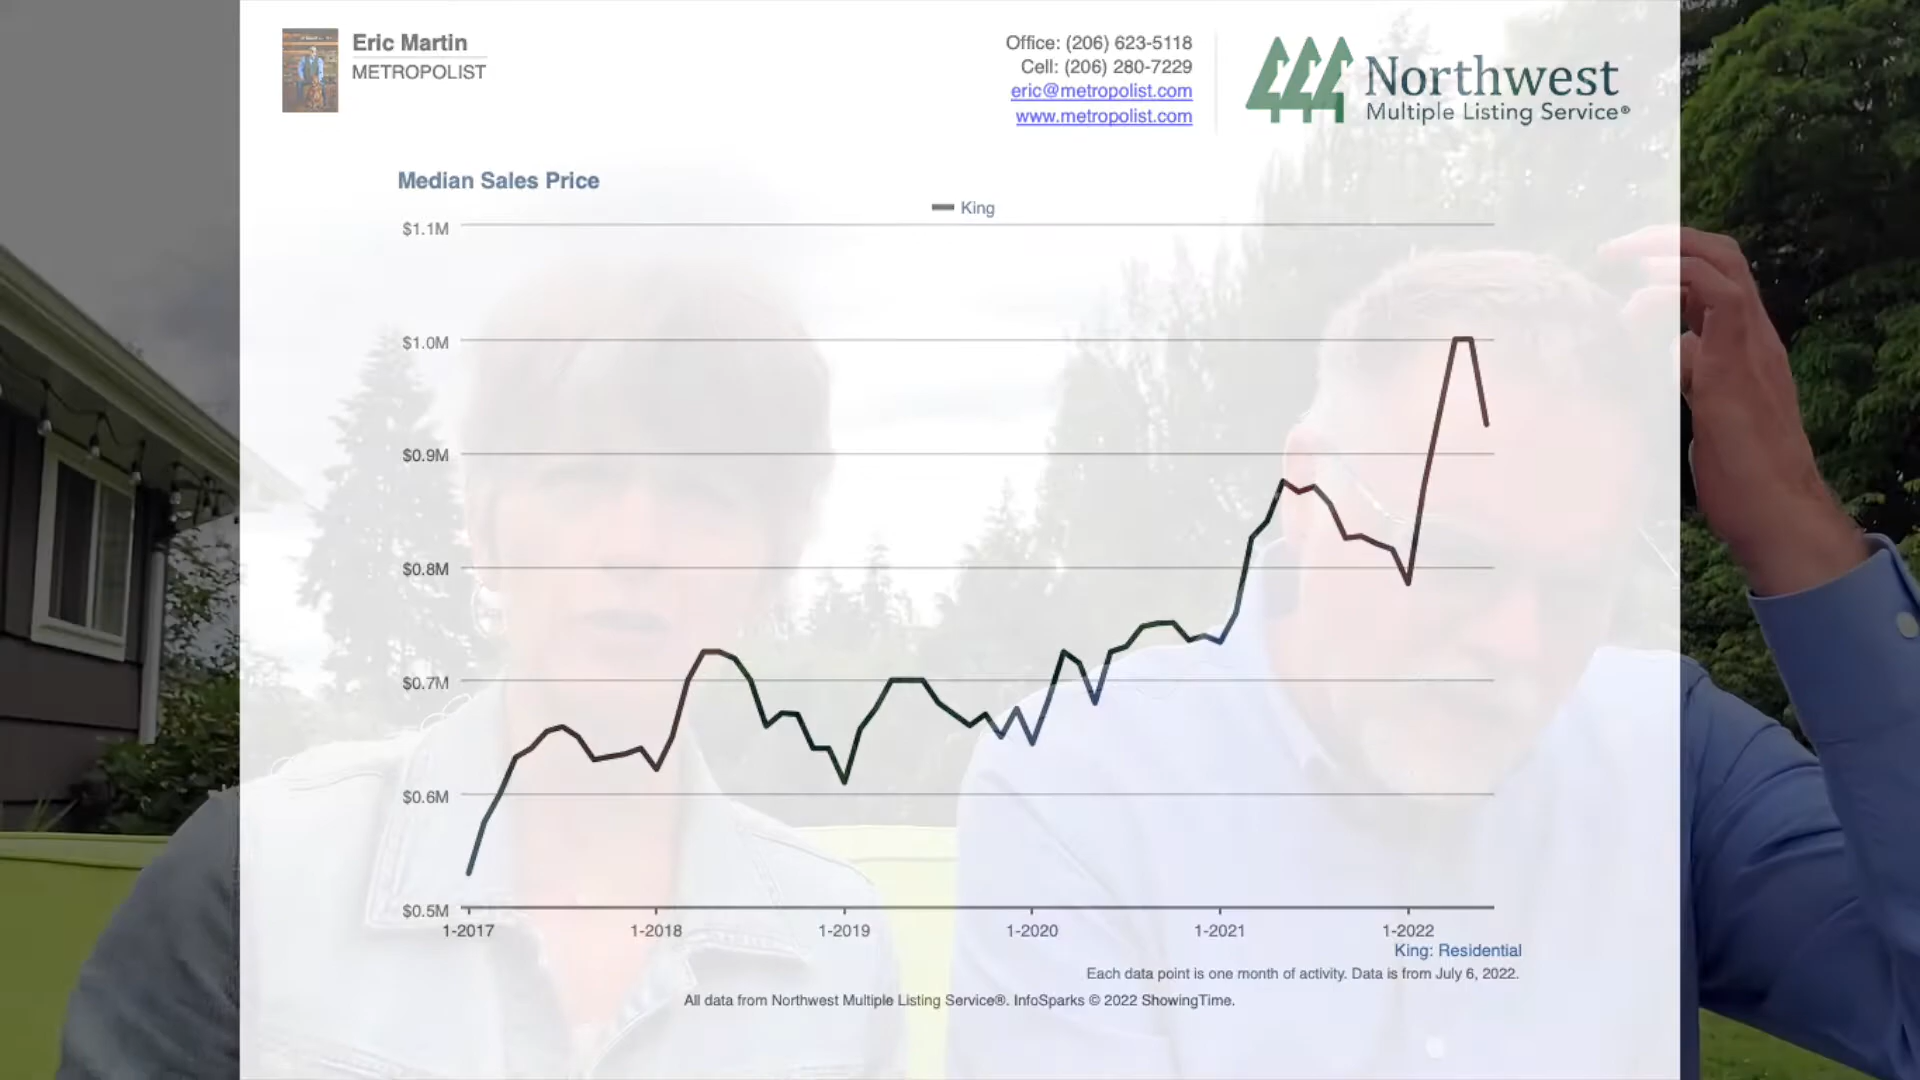 Eric Martin
METROPOLIST
Office: (206) 623-5118
Cell: (206) 280-7229
eric@metropolist.com
www.metropolist.com
Northwest
Multiple Listing Service®
Median Sales Price
King
$1.1M
$1.0M
$0.9M
$0.8M
$0.7M
$0.6M
$0.5M
1-2017 1-2018 1-2019 1-2020 1-2021 1-2022
King: Residential
Each data point is one month of activity. Data is from July 6, 2022.
All data from Northwest Multiple Listing Service®. InfoSparks © 2022 ShowingTime.